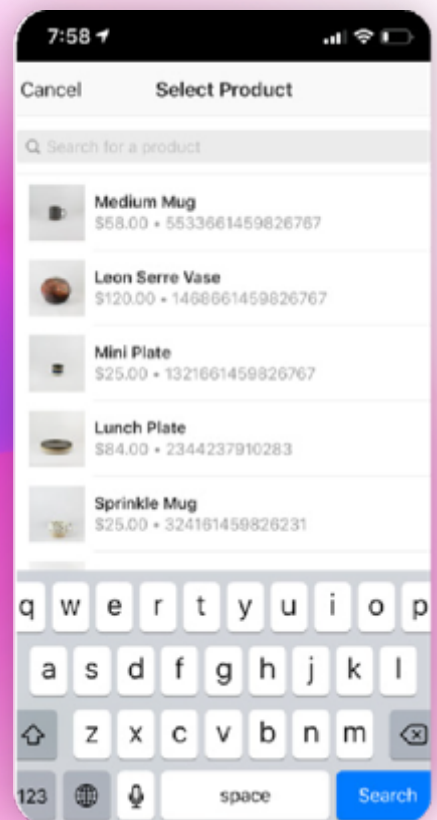 7:58
Cancel Select Product
Search for a product
Medium Mug
$58.00 • 5533661459826767
Leon Serre Vase
$120.00 • 1468661459826767
Mini Plate
$25.00 • 1321661459826767
Lunch Plate
$84.00 • 2344237910283
Sprinkle Mug
$25.00 • 324161459826231
q w e r t y u i o p
a s d f g h j k l
z x c v b n m
123 space Search